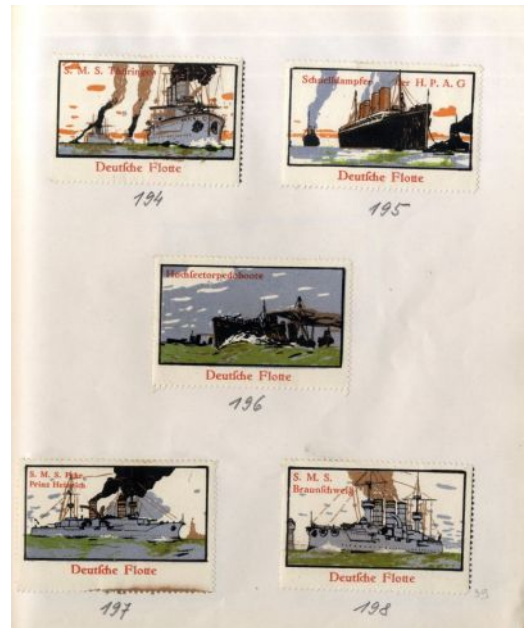 S. M. S. Thüringen
Deutſche Flotte
194
Schnelldampfer der H. P. A. G
Deutſche Flotte
195
Hochſeetorpedoboote
Deutſche Flotte
196
S. M. S.
Prinz Heinrich
Deutſche Flotte
197
S. M. S.
Braunſchweig
Deutſche Flotte
198